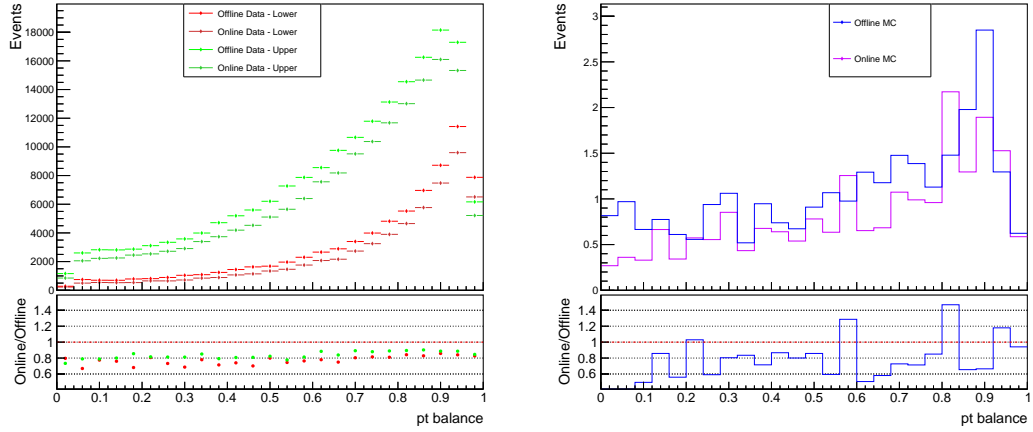 Events
18000
16000
14000
12000
10000
8000
6000
4000
2000
0
Offline Data - Lower
Online Data - Lower
Offline Data - Upper
Online Data - Upper
Online/Offline
1.4
1.2
1
0.8
0.6
0 0.1 0.2 0.3 0.4 0.5 0.6 0.7 0.8 0.9 1
pt balance
Events
3
2.5
2
1.5
1
0.5
0
Offline MC
Online MC
Online/Offline
1.4
1.2
1
0.8
0.6
0 0.1 0.2 0.3 0.4 0.5 0.6 0.7 0.8 0.9 1
pt balance